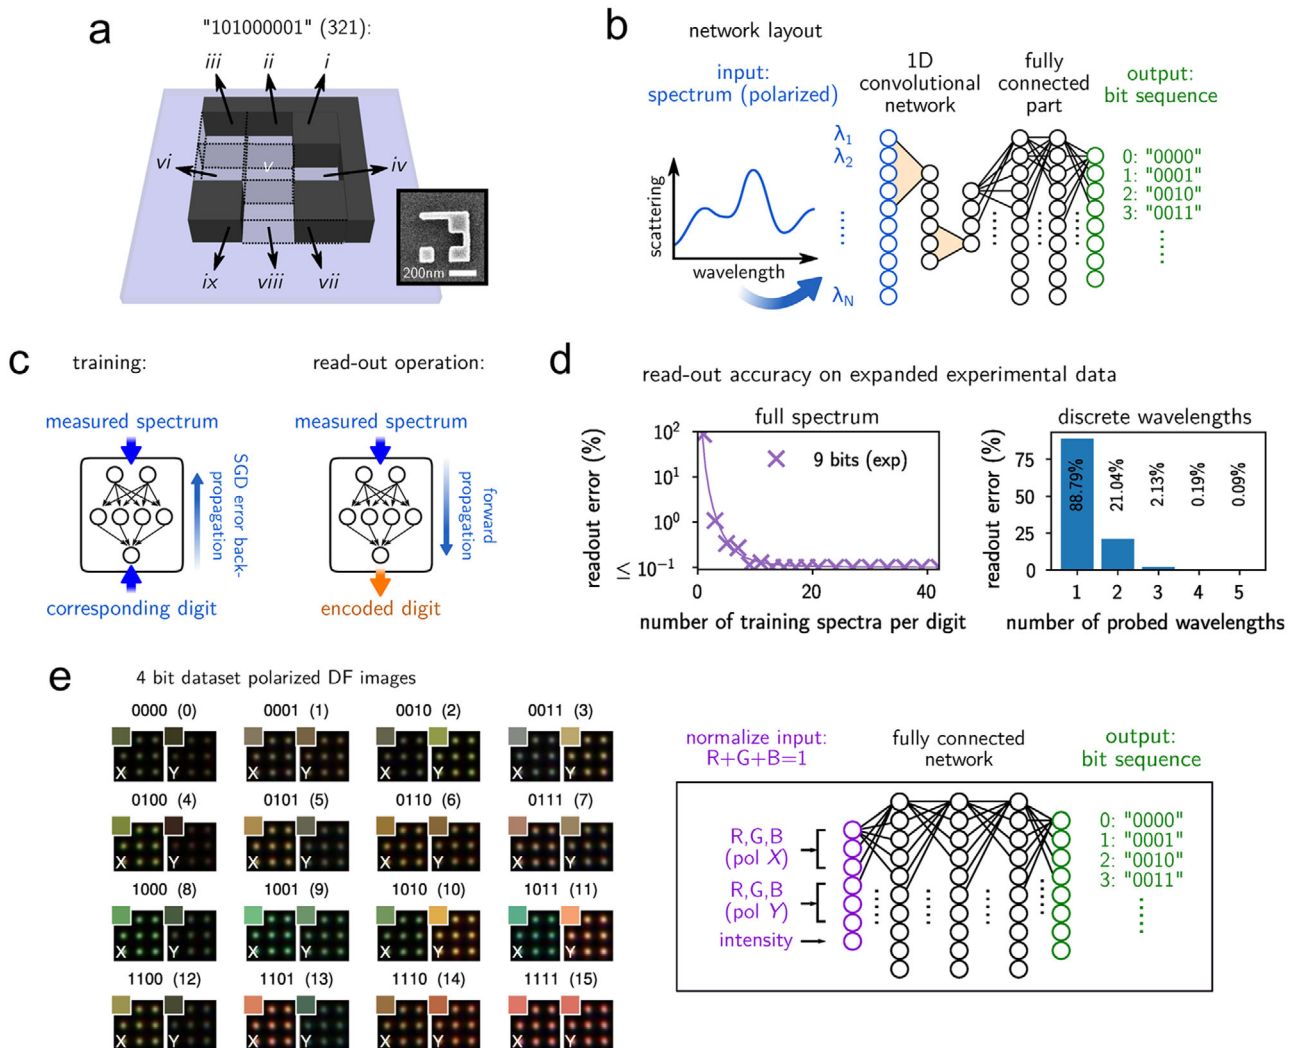 a
"101000001" (321):
iii
ii
i
vi
v
iv
ix
viii
vii
200nm
b
network layout
input:
spectrum (polarized)
1D
convolutional
network
fully
connected
part
output:
bit sequence
scattering
wavelength
λ1
λ2
λN
0: "0000"
1: "0001"
2: "0010"
3: "0011"
c
training:
measured spectrum
SGD error back-
propagation
corresponding digit
read-out operation:
measured spectrum
forward
propagation
encoded digit
d
read-out accuracy on expanded experimental data
full spectrum
readout error (%)
10^2
10^1
10^0
≤ 10^−1
9 bits (exp)
0 20 40
number of training spectra per digit
discrete wavelengths
readout error (%)
75
50
25
0
88.79%
21.04%
2.13%
0.19%
0.09%
1 2 3 4 5
number of probed wavelengths
e
4 bit dataset polarized DF images
0000 (0) 0001 (1) 0010 (2) 0011 (3)
X Y X Y X Y X Y
0100 (4) 0101 (5) 0110 (6) 0111 (7)
X Y X Y X Y X Y
1000 (8) 1001 (9) 1010 (10) 1011 (11)
X Y X Y X Y X Y
1100 (12) 1101 (13) 1110 (14) 1111 (15)
X Y X Y X Y X Y
normalize input:
R+G+B=1
fully connected
network
output:
bit sequence
R,G,B
(pol X)
R,G,B
(pol Y)
intensity
0: "0000"
1: "0001"
2: "0010"
3: "0011"